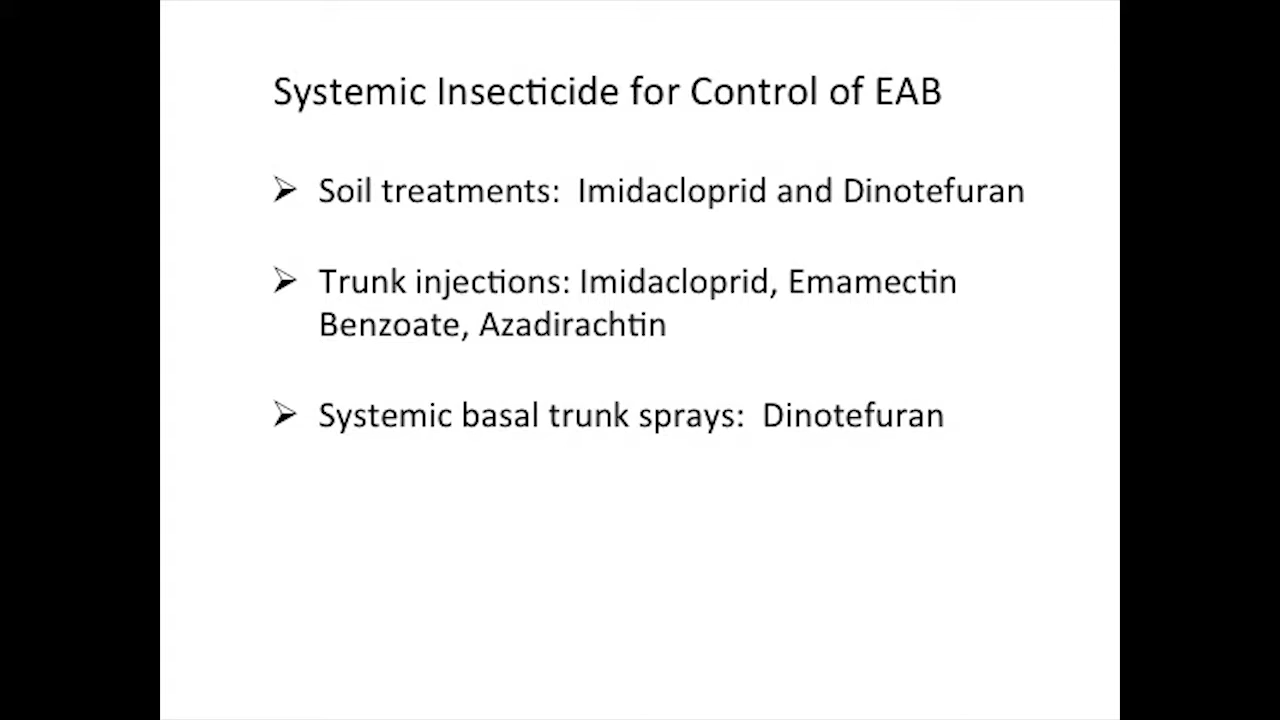 Systemic Insecticide for Control of EAB
➢ Soil treatments:  Imidacloprid and Dinotefuran
➢ Trunk injections: Imidacloprid, Emamectin
Benzoate, Azadirachtin
➢ Systemic basal trunk sprays:  Dinotefuran